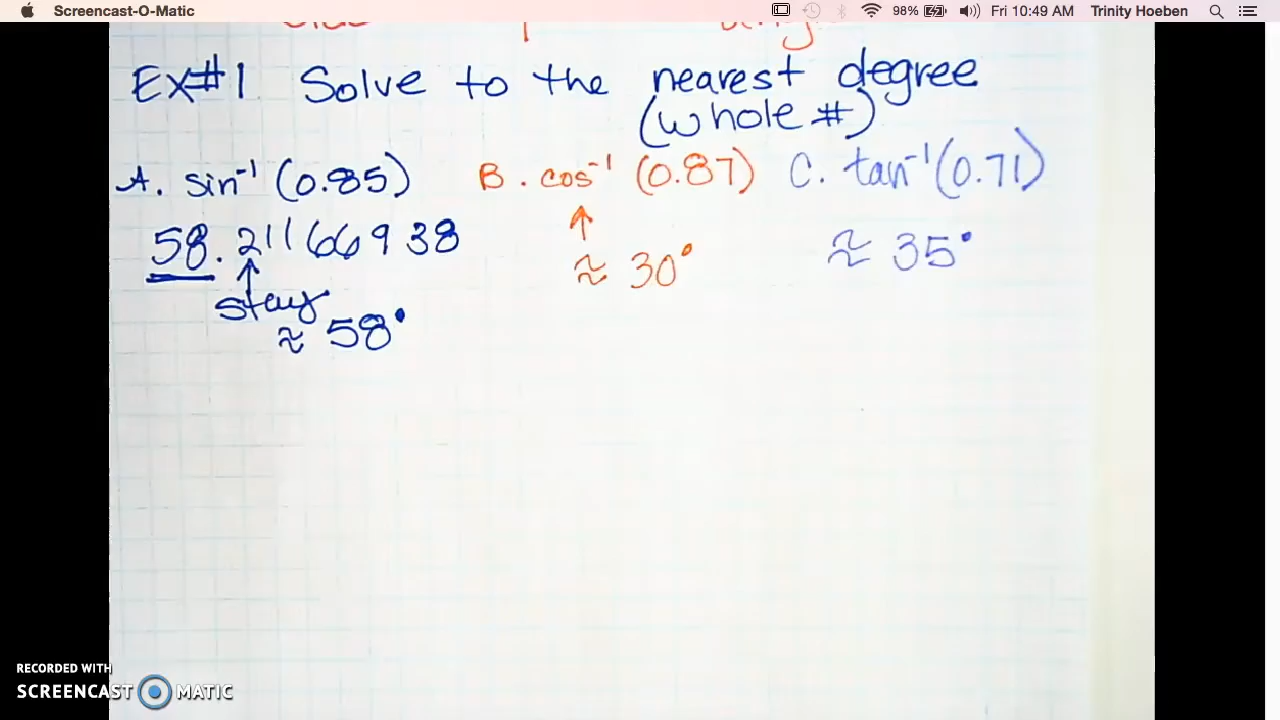 Screencast-O-Matic 98% Fri 10:49 AM Trinity Hoeben
Ex#1 Solve to the nearest degree
(whole #)
A. sin⁻¹ (0.85) B. cos⁻¹ (0.87) C. tan⁻¹ (0.71)
58.21166938
↑ ↑
stay
≈ 58° ≈ 30° ≈ 35°
RECORDED WITH
SCREENCAST MATIC